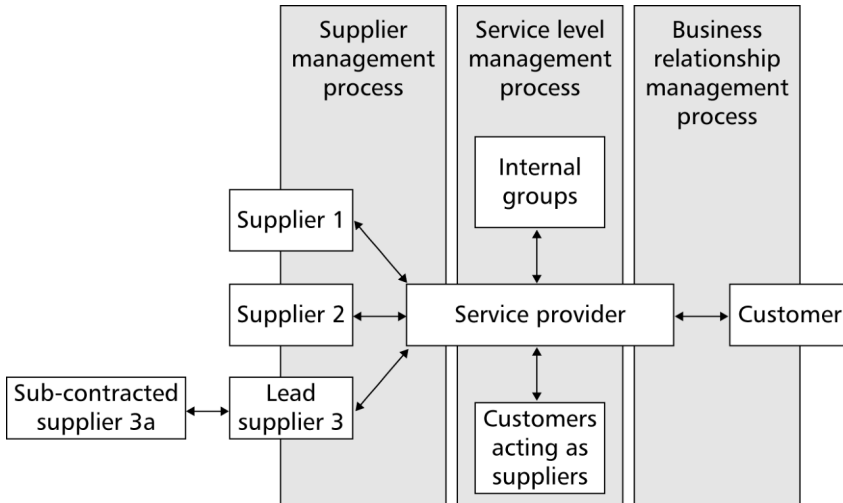 Supplier
management
process
Service level
management
process
Business
relationship
management
process
Internal
groups
Supplier 1
Supplier 2
Service provider
Customer
Sub-contracted
supplier 3a
Lead
supplier 3
Customers
acting as
suppliers